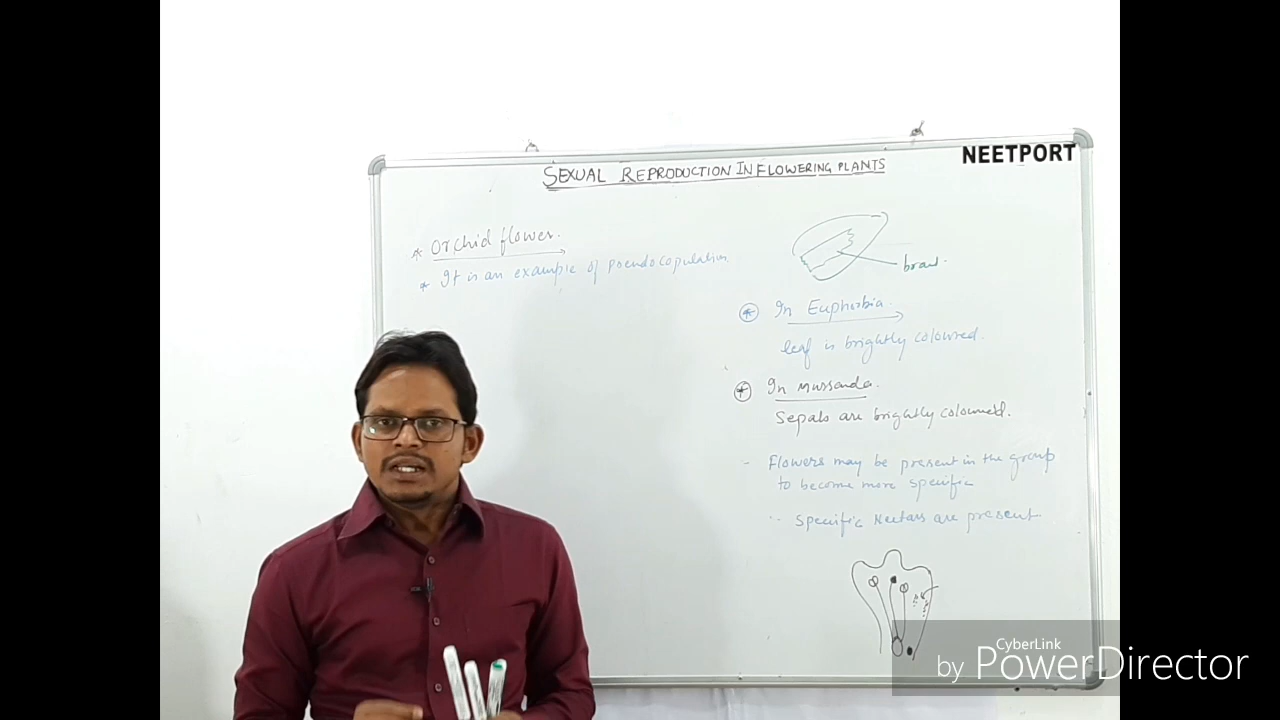 NEETPORT
SEXUAL REPRODUCTION IN FLOWERING PLANTS
* Orchid flower.
* It is an example of Pseudocopulation
bract.
* In Euphorbia.
leaf is brightly coloured.
* In Mussanda.
Sepals are brightly coloured.
- Flowers may be present in the group
to become more specific
Specific Nectars are present
CyberLink
by PowerDirector